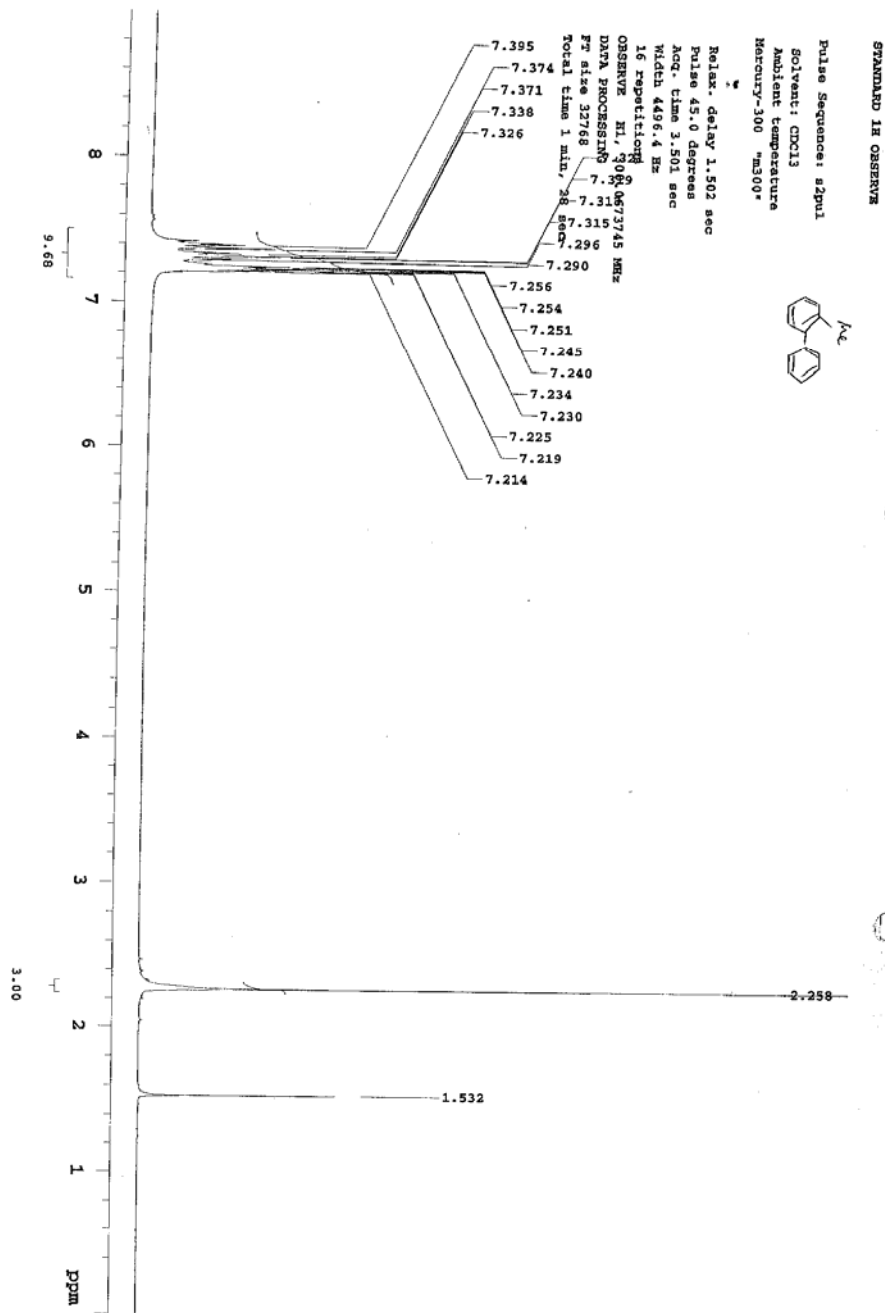 STANDARD 1H OBSERVE
Pulse Sequence: s2pul
Solvent: CDCl3
Ambient temperature
Mercury-300 "m300"
Relax. delay 1.502 sec
Pulse 45.0 degrees
Acq. time 3.501 sec
Width 4496.4 Hz
16 repetitions
OBSERVE H1, 300.0673745 MHz
DATA PROCESSING
FT size 32768
Total time 1 min, 28 sec
Me
7.395
7.374
7.371
7.338
7.326
7.315
7.296
7.290
7.256
7.254
7.251
7.245
7.240
7.234
7.230
7.225
7.219
7.214
2.258
1.532
8
7
6
5
4
3
2
1
ppm
9.68
3.00